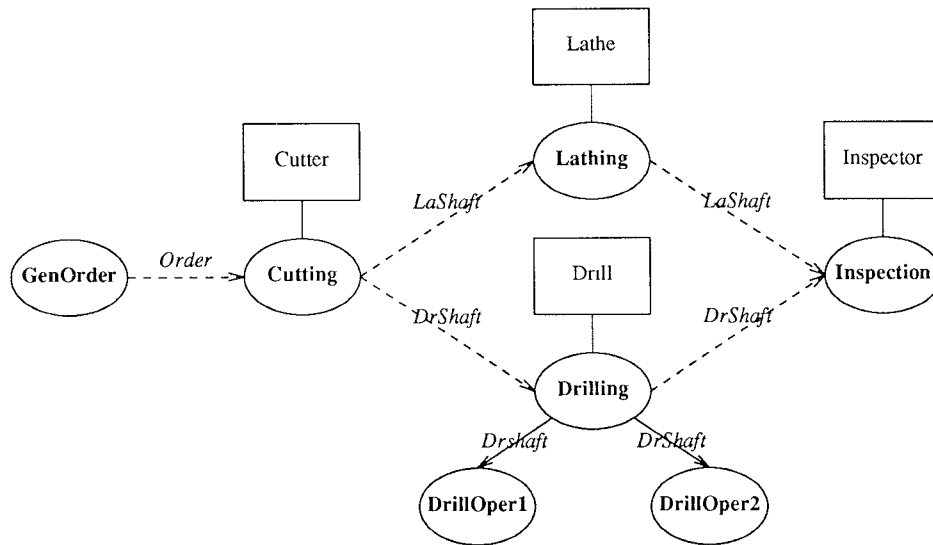 Lathe
Cutter
Lathing
Inspector
LaShaft
LaShaft
GenOrder
Order
Cutting
Drill
Inspection
DrShaft
DrShaft
Drilling
Drshaft
DrShaft
DrillOper1
DrillOper2